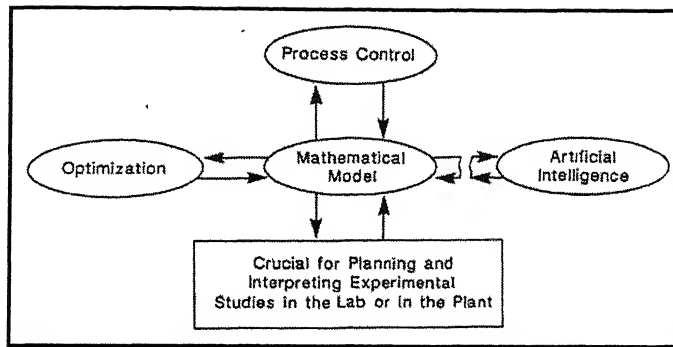 Process Control
Optimization
Mathematical
Model
Artificial
Intelligence
Crucial for Planning and
Interpreting Experimental
Studies in the Lab or in the Plant